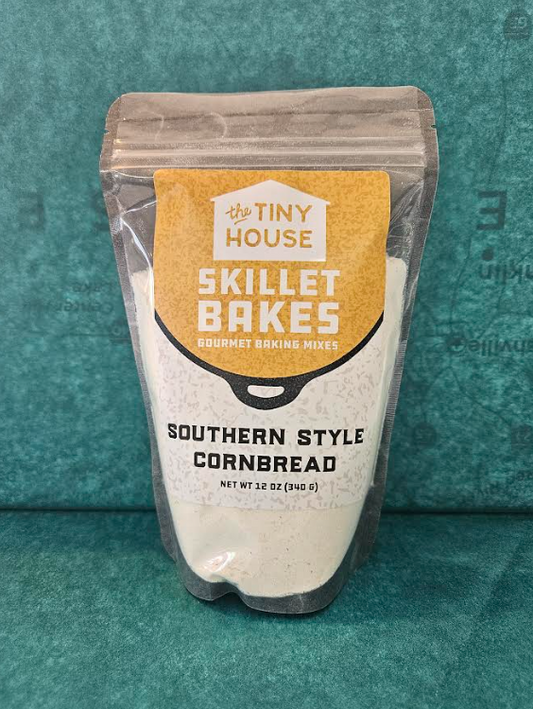 the TINY
HOUSE
SKILLET
BAKES
GOURMET BAKING MIXES
SOUTHERN STYLE
CORNBREAD
NET WT 12 OZ (340 G)